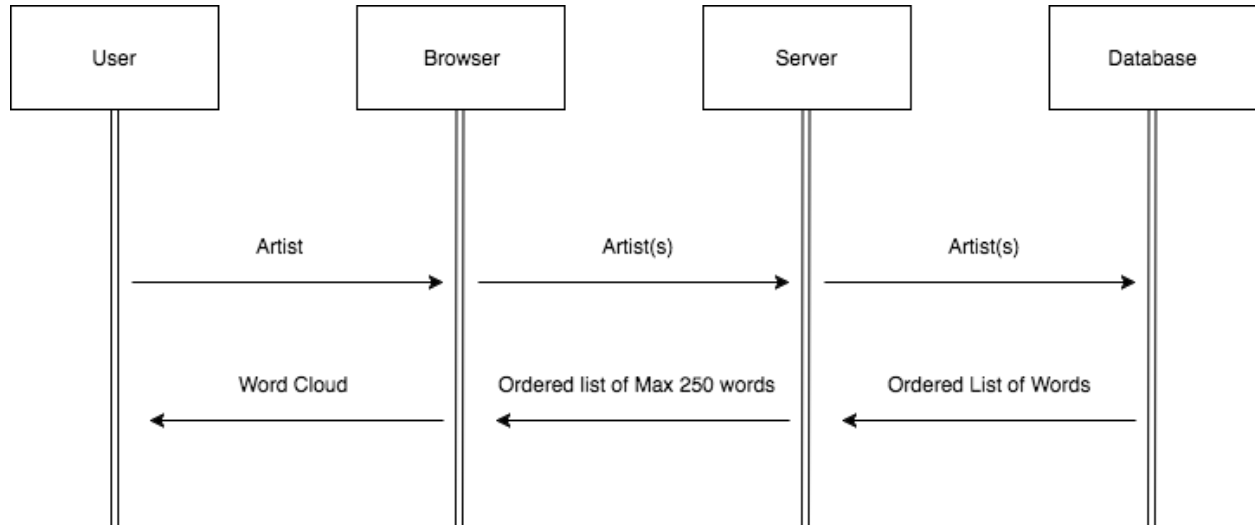 User
Browser
Server
Database
Artist
Artist(s)
Artist(s)
Word Cloud
Ordered list of Max 250 words
Ordered List of Words